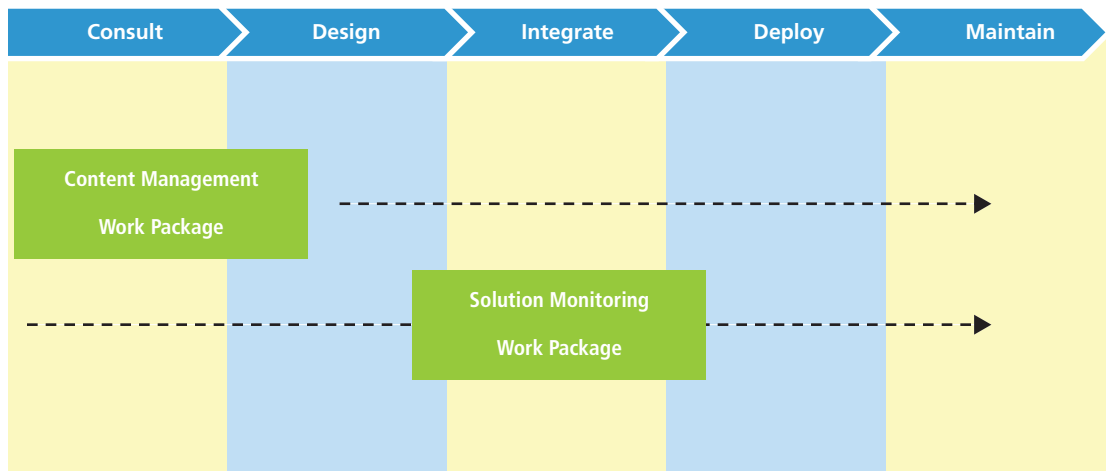 Consult
Design
Integrate
Deploy
Maintain
Content Management
Work Package
Solution Monitoring
Work Package